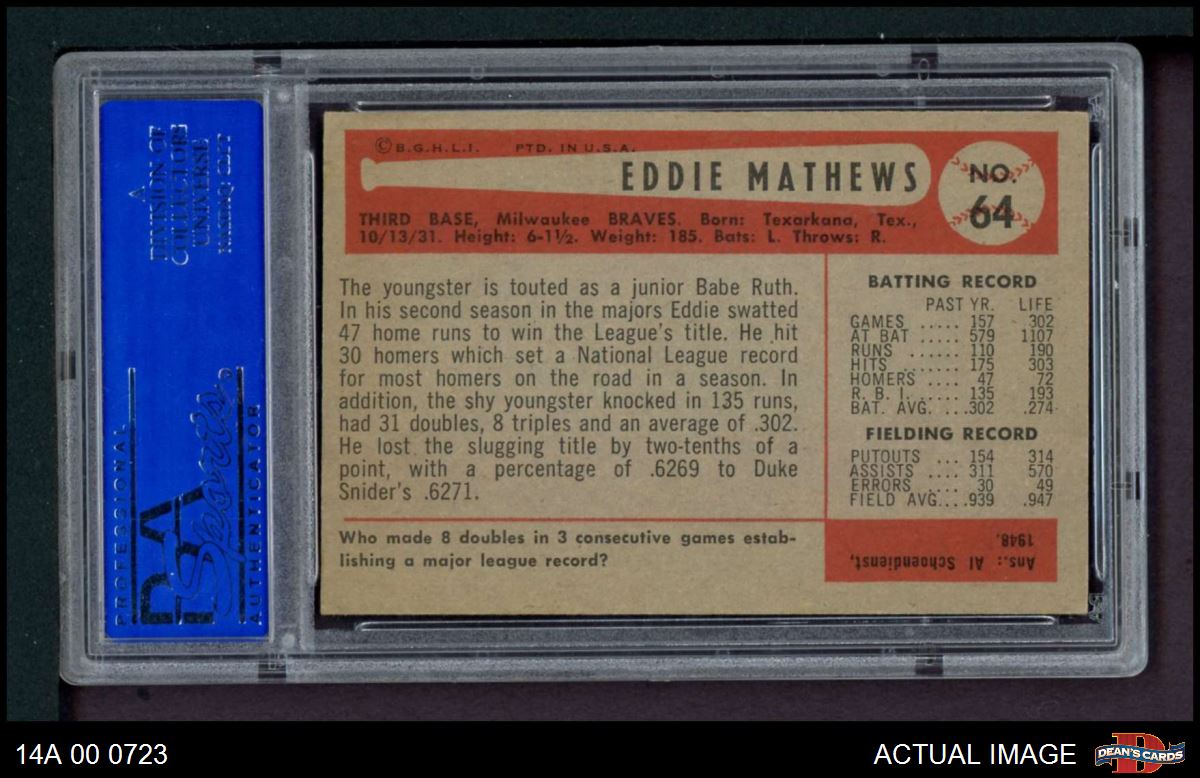 A
DIVISION OF
COLLECTORS
UNIVERSE
NASDAQ: CLCT
PROFESSIONAL
PSA
Sports
AUTHENTICATOR
© B.G.H.L.I. PTD. IN U.S.A.
EDDIE MATHEWS
NO.
64
THIRD BASE, Milwaukee BRAVES. Born: Texarkana, Tex.,
10/13/31. Height: 6-1½. Weight: 185. Bats: L. Throws: R.
The youngster is touted as a junior Babe Ruth.
In his second season in the majors Eddie swatted
47 home runs to win the League's title. He hit
30 homers which set a National League record
for most homers on the road in a season. In
addition, the shy youngster knocked in 135 runs,
had 31 doubles, 8 triples and an average of .302.
He lost the slugging title by two-tenths of a
point, with a percentage of .6269 to Duke
Snider's .6271.
Who made 8 doubles in 3 consecutive games estab-
lishing a major league record?
BATTING RECORD
PAST YR. LIFE
GAMES ..... 157 302
AT BAT ..... 579 1107
RUNS ...... 110 190
HITS ...... 175 303
HOMERS .... 47 72
R. B. I. ..... 135 193
BAT. AVG. ...302 .274
FIELDING RECORD
PUTOUTS ... 154 314
ASSISTS .... 311 570
ERRORS .... 30 49
FIELD AVG....939 .947
Ans.: Al Schoendienst,
1948.
14A 00 0723
ACTUAL IMAGE
DEAN'S CARDS